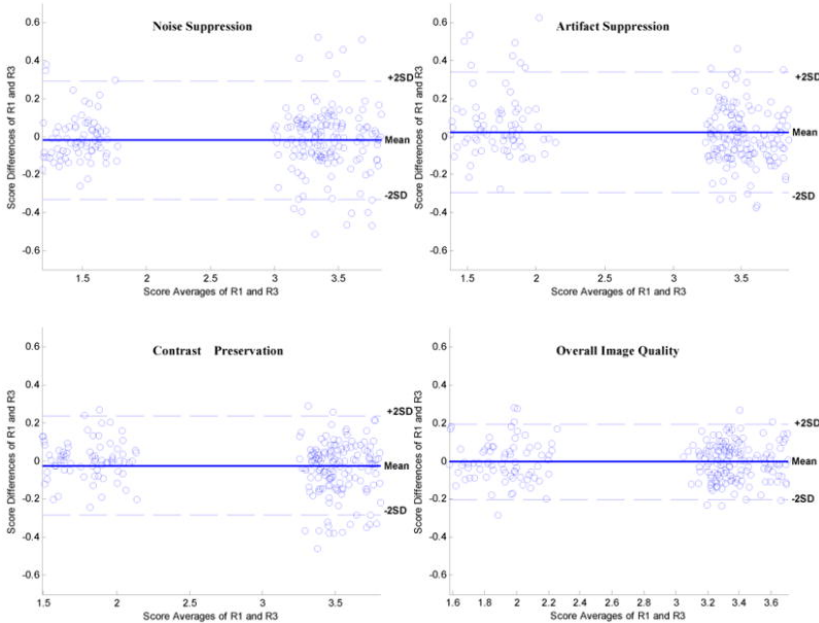 Noise Suppression
0.6
0.4
0.2
0
-0.2
-0.4
-0.6
+2SD
Mean
-2SD
1.5 2 2.5 3 3.5
Score Differences of R1 and R3
Score Averages of R1 and R3
Artifact Suppression
0.6
0.4
0.2
0
-0.2
-0.4
-0.6
+2SD
Mean
-2SD
1.5 2 2.5 3 3.5
Score Differences of R1 and R3
Score Averages of R1 and R3
Contrast Preservation
0.6
0.4
0.2
0
-0.2
-0.4
-0.6
+2SD
Mean
-2SD
1.5 2 2.5 3 3.5
Score Differences of R1 and R3
Score Averages of R1 and R3
Overall Image Quality
0.6
0.4
0.2
0
-0.2
-0.4
-0.6
+2SD
Mean
-2SD
1.6 1.8 2 2.2 2.4 2.6 2.8 3 3.2 3.4 3.6
Score Differences of R1 and R3
Score Averages of R1 and R3